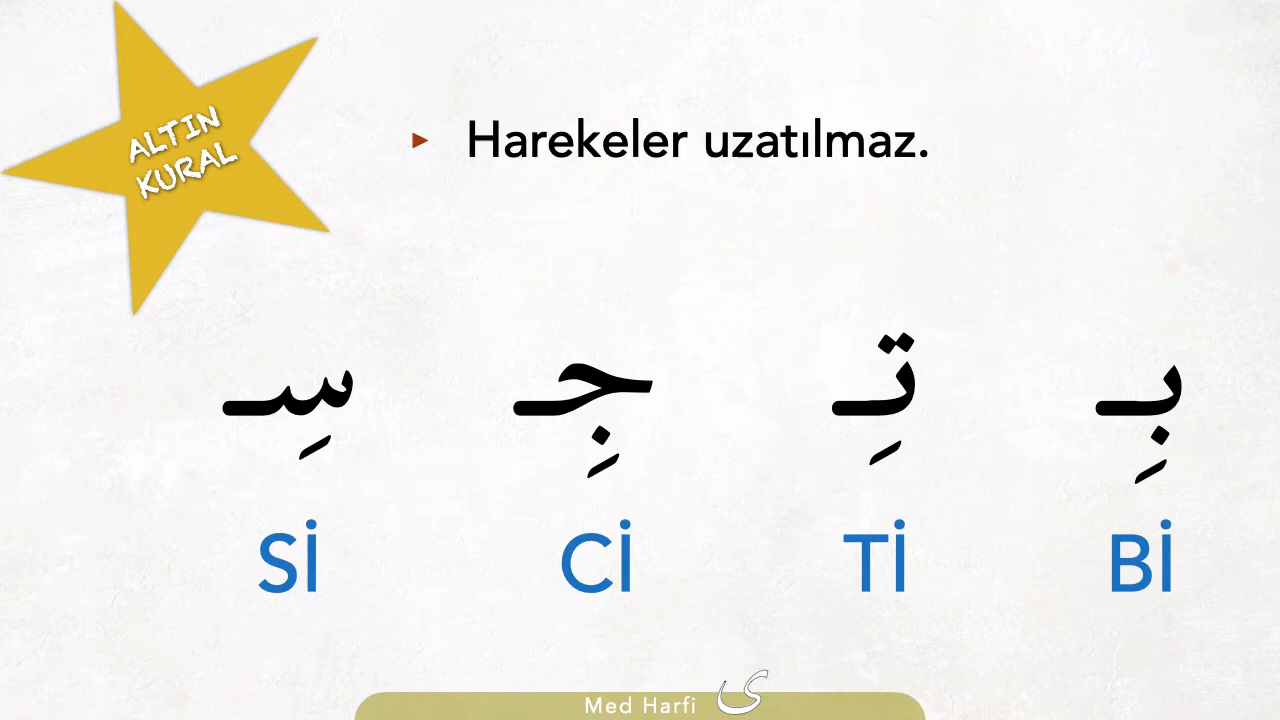 ALTIN
KURAL
Harekeler uzatılmaz.
بِـ تِـ جِـ سِـ
Sİ Cİ Tİ Bİ
Med Harfi ى